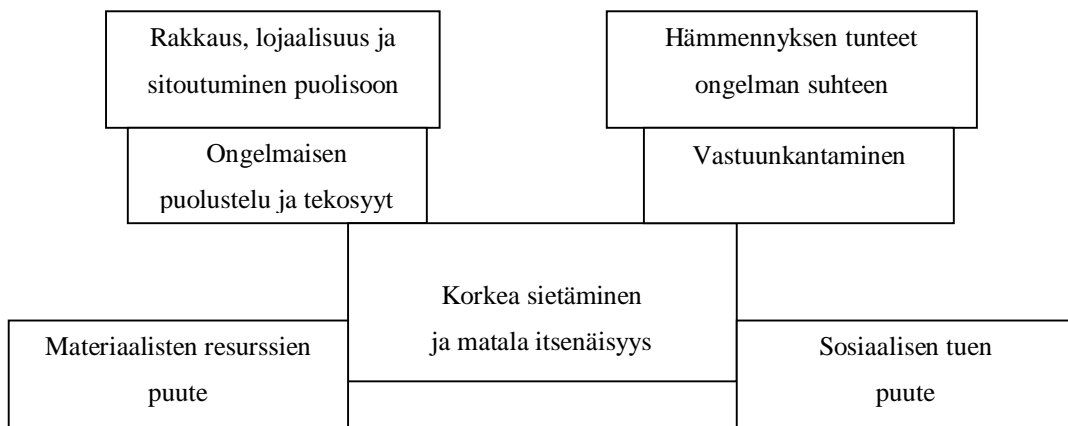 Rakkaus, lojaalisuus ja
sitoutuminen puolisoon
Hämmennyksen tunteet
ongelman suhteen
Ongelmaisen
puolustelu ja tekosyyt
Vastuunkantaminen
Korkea sietäminen
ja matala itsenäisyys
Materiaalisten resurssien
puute
Sosiaalisen tuen
puute